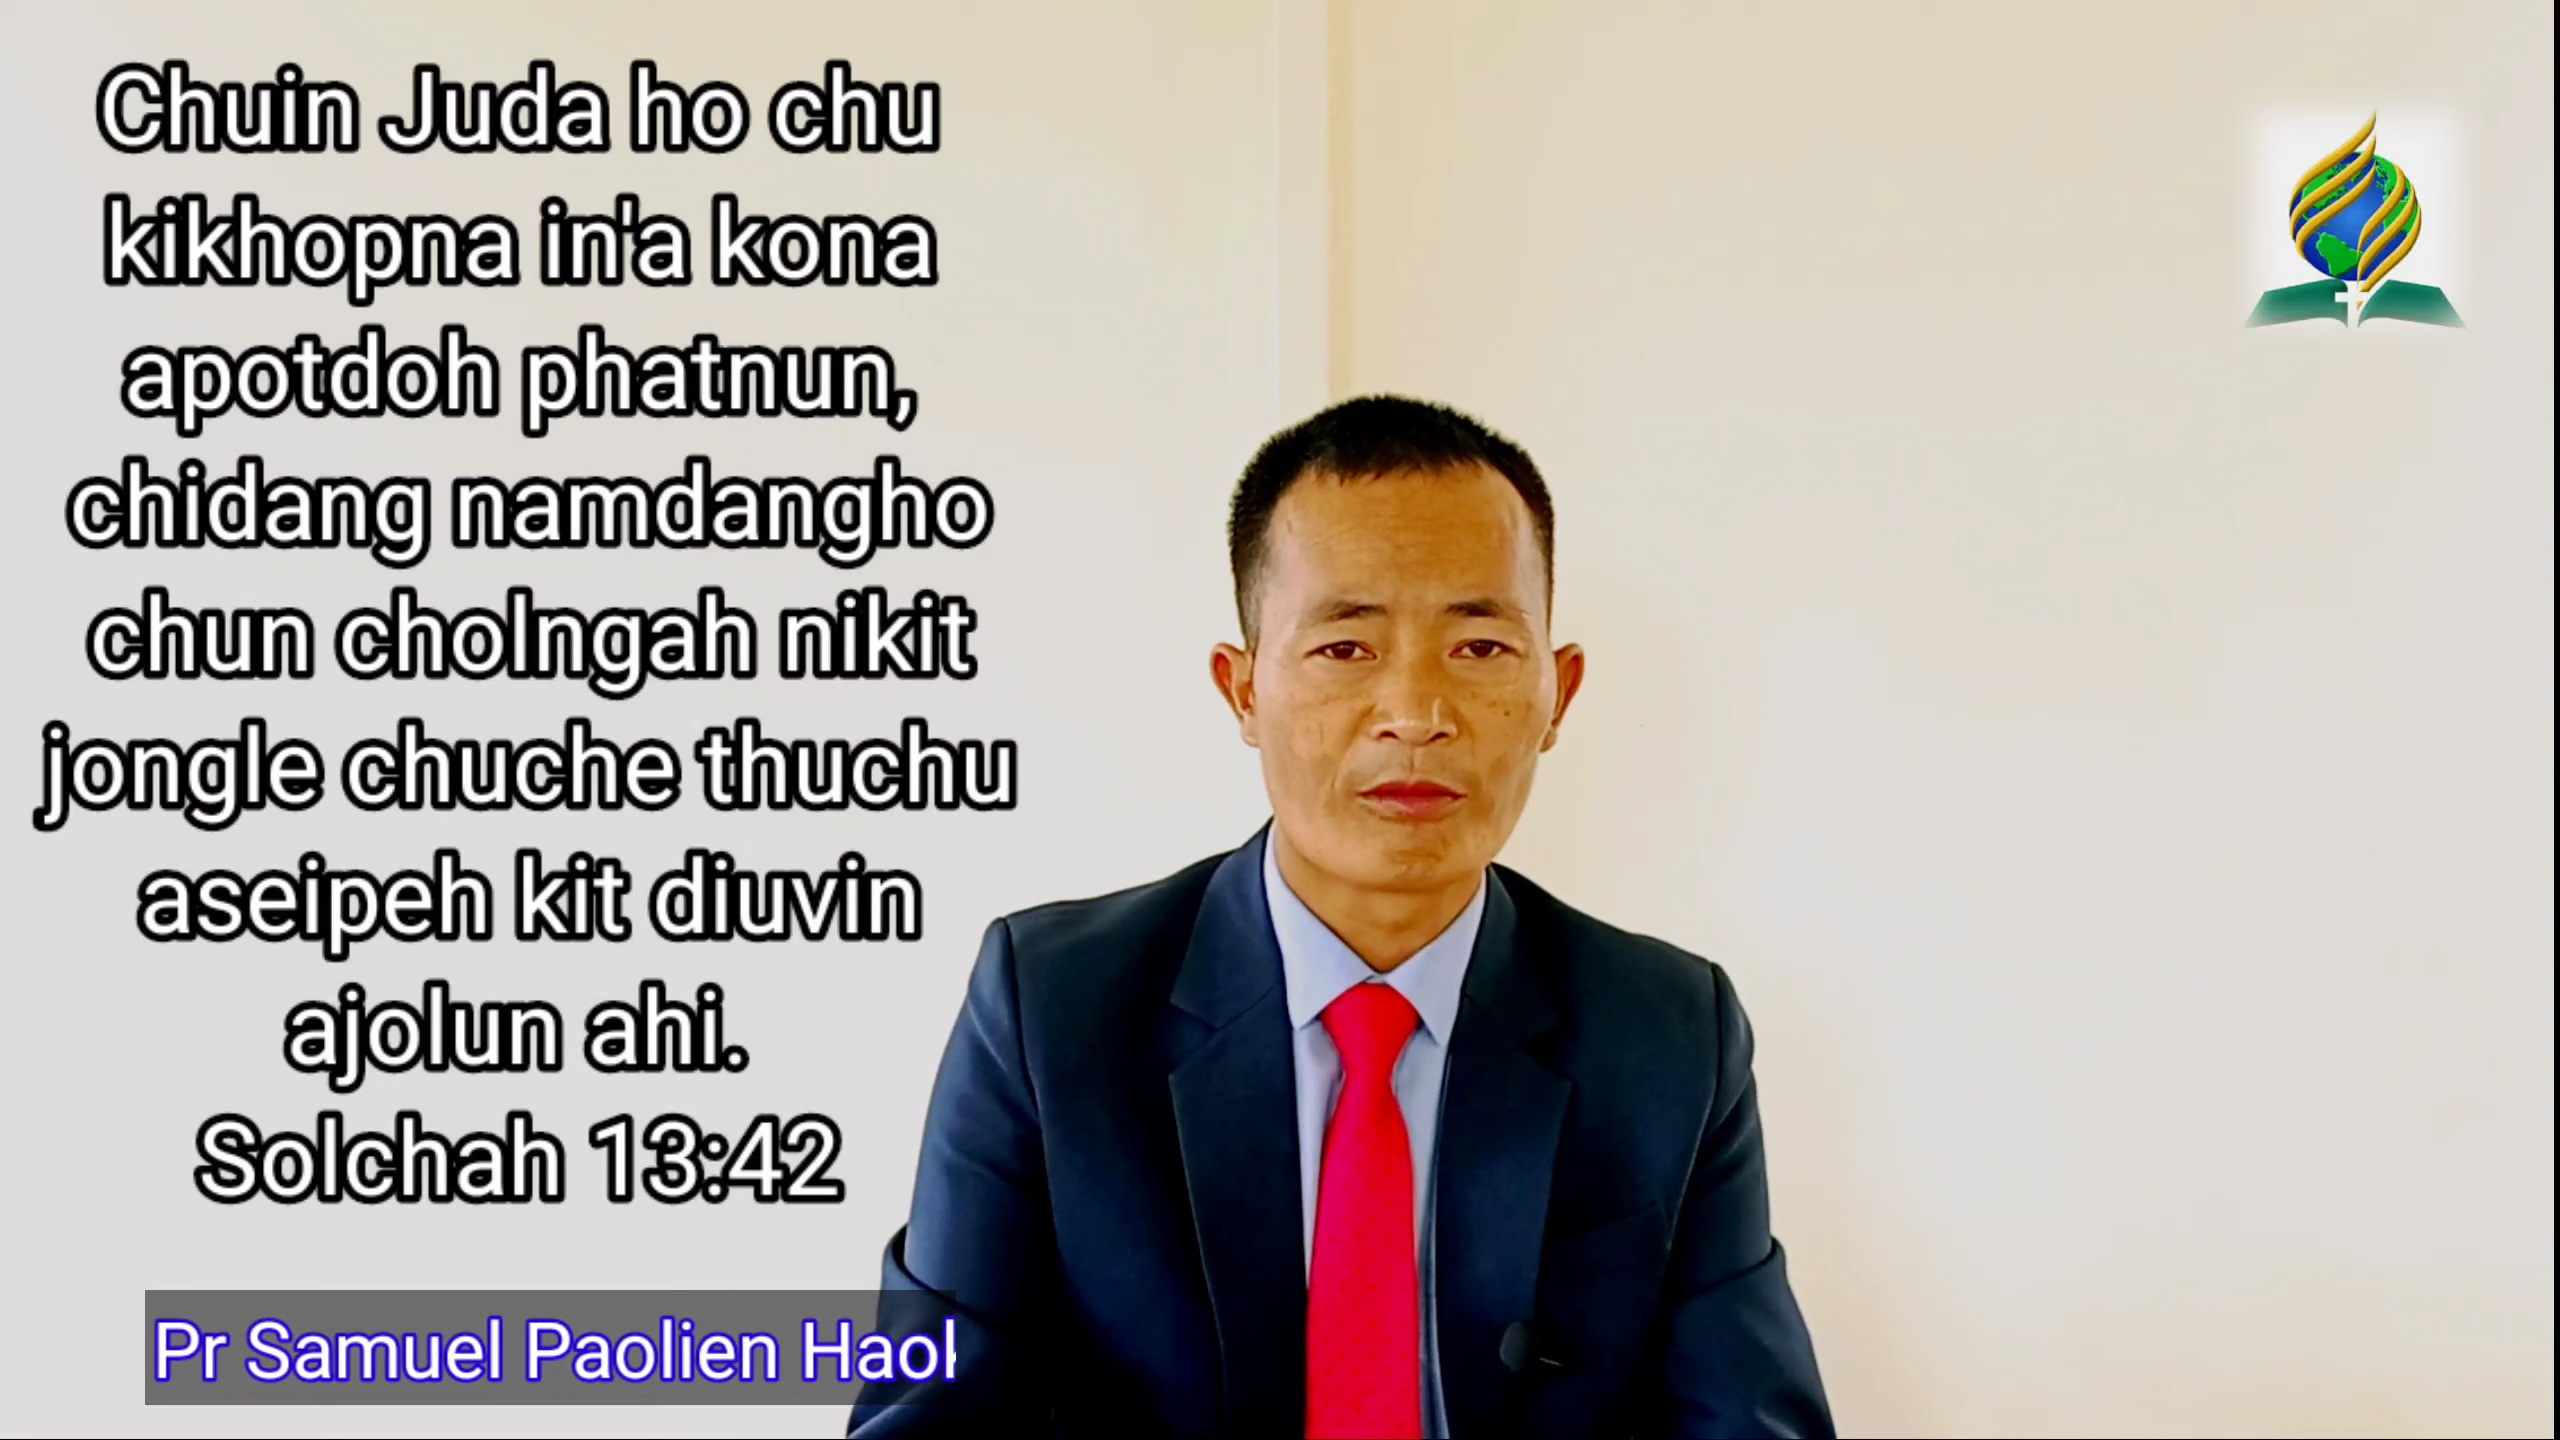 Chuin Juda ho chu
kikhopna in'a kona
apotdoh phatnun,
chidang namdangho
chun cholngah nikit
jongle chuche thuchu
aseipeh kit diuvin
ajolun ahi.
Solchah 13:42
Pr Samuel Paolien